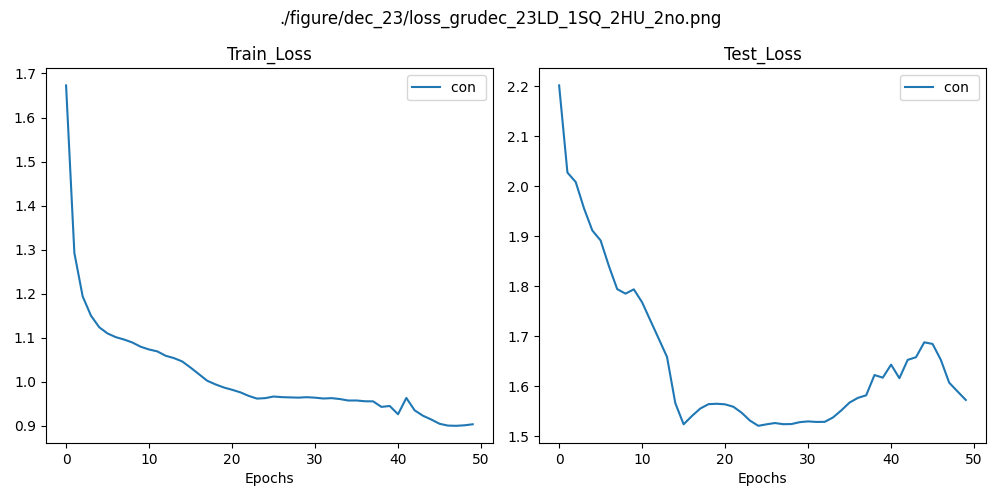 ./figure/dec_23/loss_grudec_23LD_1SQ_2HU_2no.png
Train_Loss
con
1.7
1.6
1.5
1.4
1.3
1.2
1.1
1.0
0.9
0 10 20 30 40 50
Epochs
Test_Loss
con
2.2
2.1
2.0
1.9
1.8
1.7
1.6
1.5
0 10 20 30 40 50
Epochs